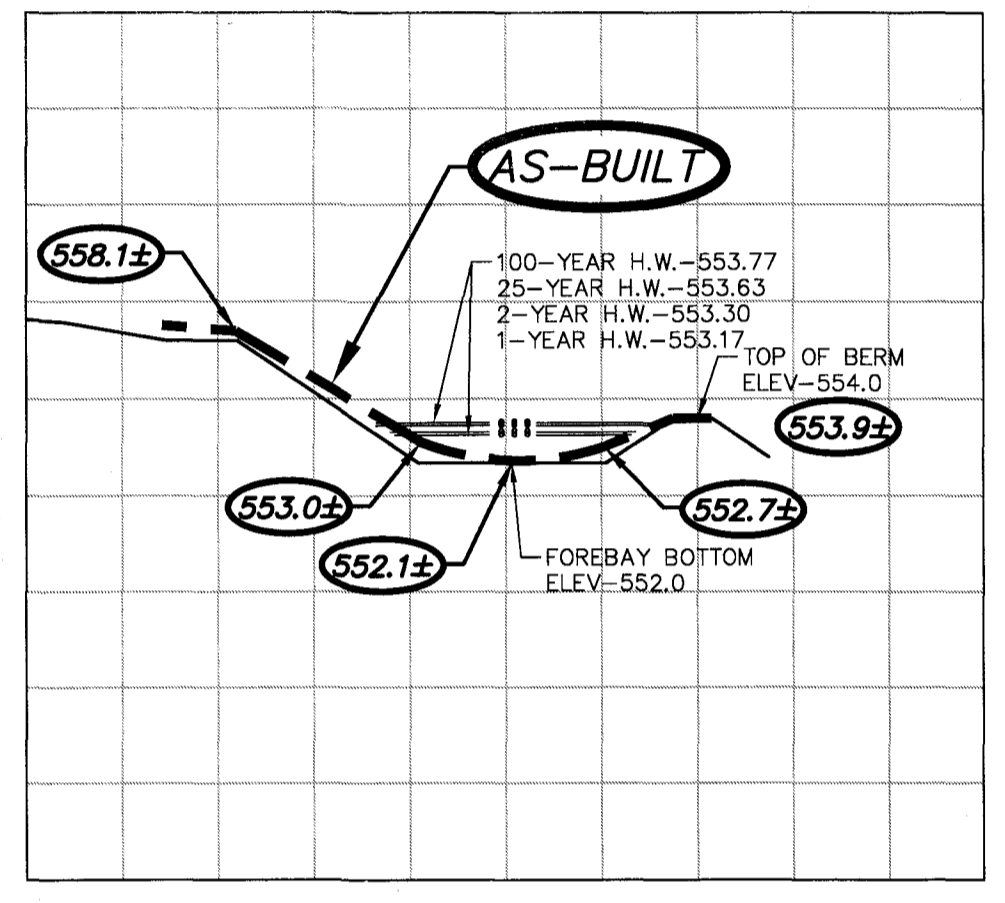 AS-BUILT
558.1±
100-YEAR H.W.-553.77
25-YEAR H.W.-553.63
2-YEAR H.W.-553.30
1-YEAR H.W.-553.17
TOP OF BERM
ELEV-554.0
553.9±
553.0±
552.7±
552.1±
FOREBAY BOTTOM
ELEV-552.0